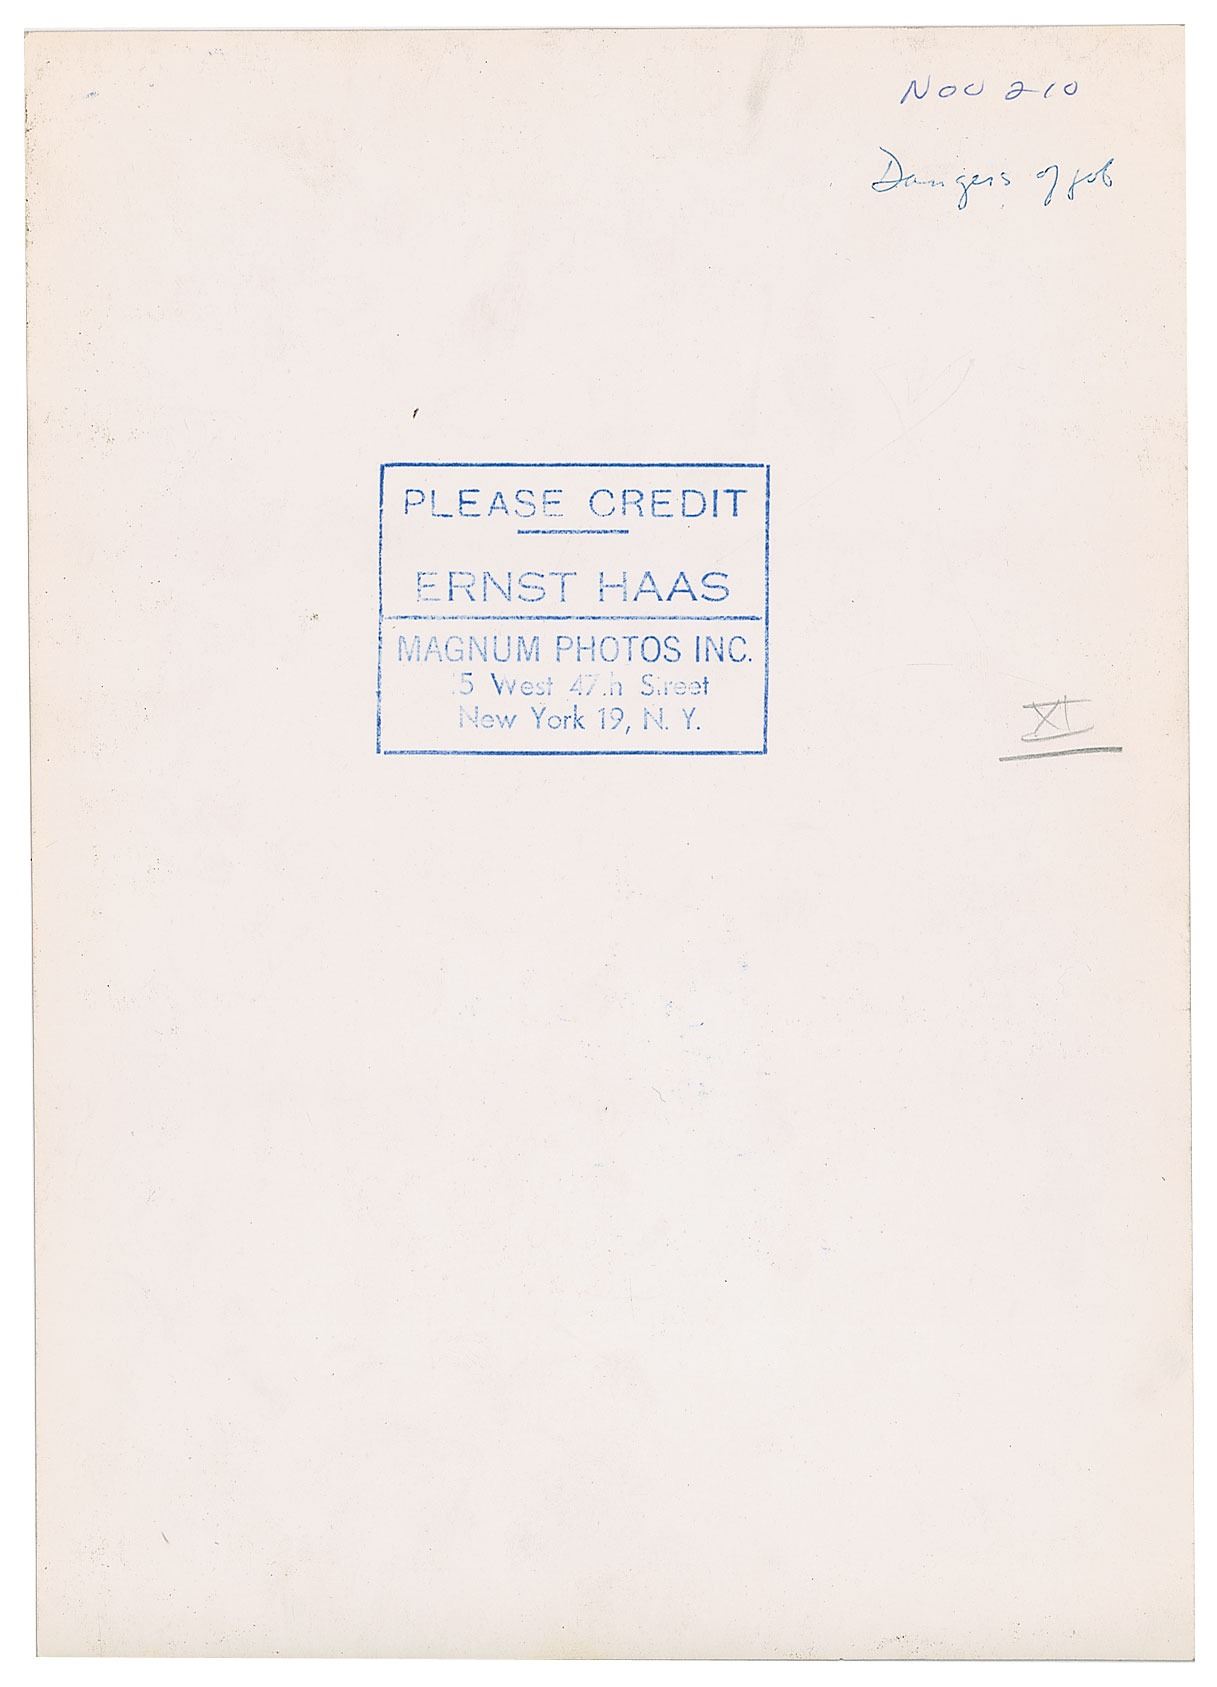 NOV 210
Dangers of job
PLEASE CREDIT
ERNST HAAS
MAGNUM PHOTOS INC.
15 West 47th Street
New York 19, N. Y.
XI